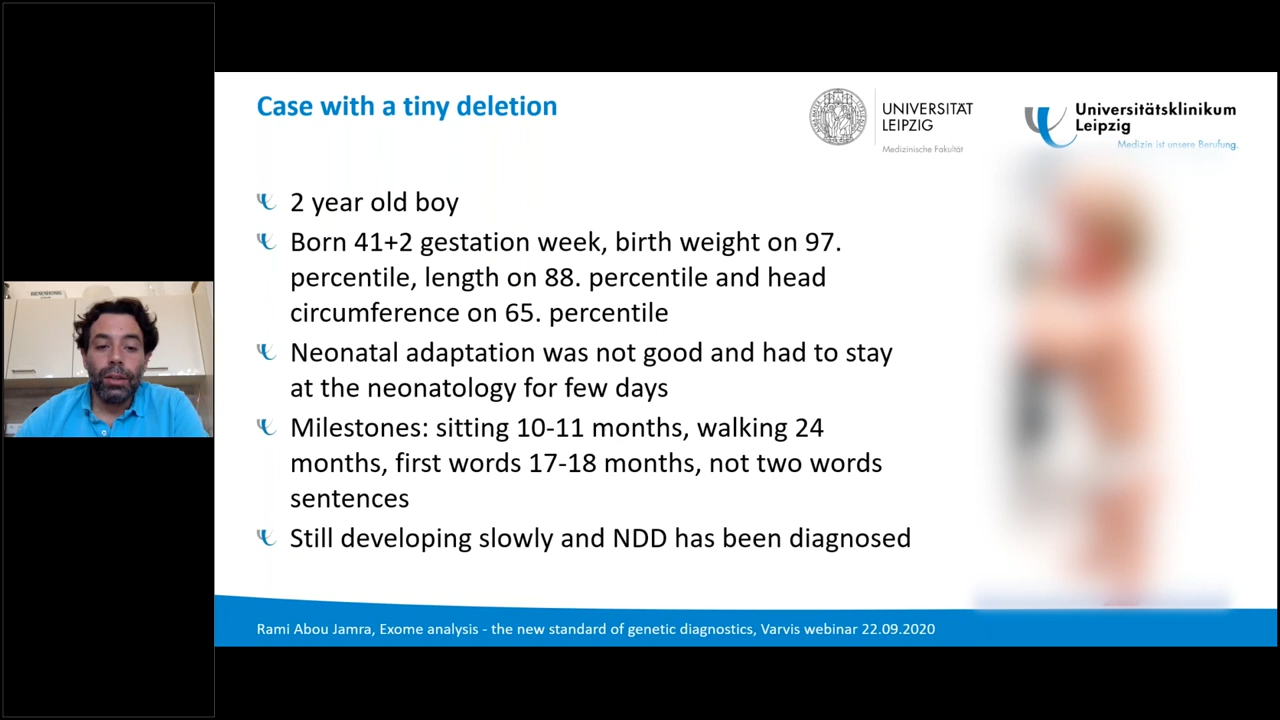 Case with a tiny deletion
UNIVERSITÄT
LEIPZIG
Medizinische Fakultät
Universitätsklinikum
Leipzig
Medizin ist unsere Berufung.
2 year old boy
Born 41+2 gestation week, birth weight on 97.
percentile, length on 88. percentile and head
circumference on 65. percentile
Neonatal adaptation was not good and had to stay
at the neonatology for few days
Milestones: sitting 10-11 months, walking 24
months, first words 17-18 months, not two words
sentences
Still developing slowly and NDD has been diagnosed
Rami Abou Jamra, Exome analysis - the new standard of genetic diagnostics, Varvis webinar 22.09.2020